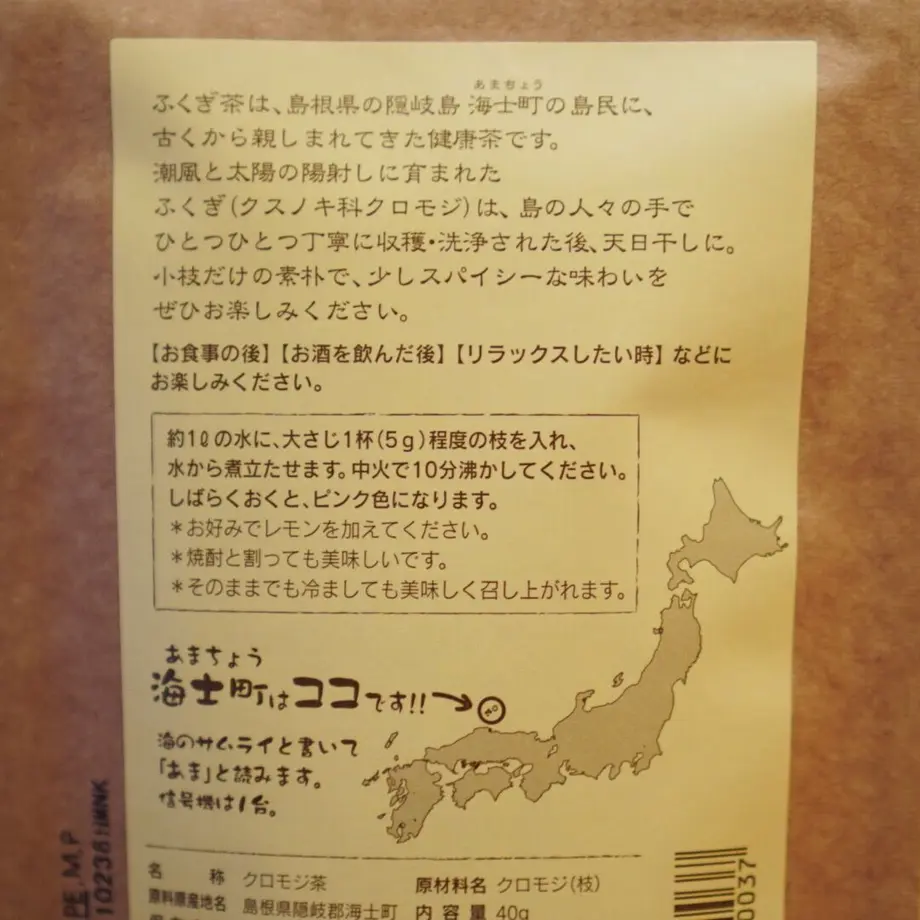 あまちょう
ふくぎ茶は、島根県の隠岐島 海士町の島民に、
古くから親しまれてきた健康茶です。
潮風と太陽の陽射しに育まれた
ふくぎ(クスノキ科クロモジ)は、島の人々の手で
ひとつひとつ丁寧に収穫・洗浄された後、天日干しに。
小枝だけの素朴で、少しスパイシーな味わいを
ぜひお楽しみください。
【お食事の後】【お酒を飲んだ後】【リラックスしたい時】などに
お楽しみください。
約1ℓの水に、大さじ1杯(5g)程度の枝を入れ、
水から煮立たせます。中火で10分沸かしてください。
しばらくおくと、ピンク色になります。
*お好みでレモンを加えてください。
*焼酎と割っても美味しいです。
*そのままでも冷ましても美味しく召し上がれます。
あまちょう
海士町はココです!!
海のサムライと書いて
「あま」と読みます。
信号機は1台。
名称 クロモジ茶 原材料名 クロモジ(枝)
原料原産地名 島根県隠岐郡海士町 内容量 40g
PE.M.P
0037